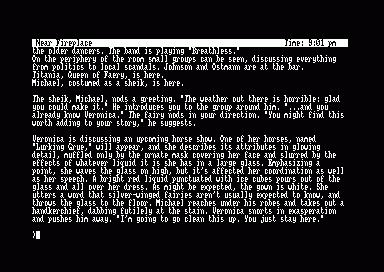 Near Fireplace Time: 9:01 pm
the older dancers. The band is playing "Breathless."
On the periphery of the room small groups can be seen, discussing everything
from politics to local scandals. Johnson and Ostmann are at the bar.
Titania, Queen of Faery, is here.
Michael, costumed as a sheik, is here.
The sheik, Michael, nods a greeting. "The weather out there is horrible; glad
you could make it." He introduces you to the group around him. "...and you
already know Veronica." The fairy nods in your direction. "You might find this
worth adding to your story," he suggests.
Veronica is discussing an upcoming horse show. One of her horses, named
"Lurking Grue," will appear, and she describes its attributes in glowing
detail, muffled only by the ornate mask covering her face and slurred by the
effects of whatever liquid it is she has in a large glass. Emphasizing a
point, she waves the glass on high, but it's affected her coordination as well
as her speech. A bright red liquid punctuated with ice cubes pours out of the
glass and all over her dress. As might be expected, the gown is white. She
utters a word that silver-winged fairies aren't usually expected to know, and
throws the glass to the floor. Michael reaches under his robes and takes out a
handkerchief, dabbing futilely at the stain. Veronica snorts in exasperation
and pushes him away. "I'm going to go clean this up. You just stay here."
>